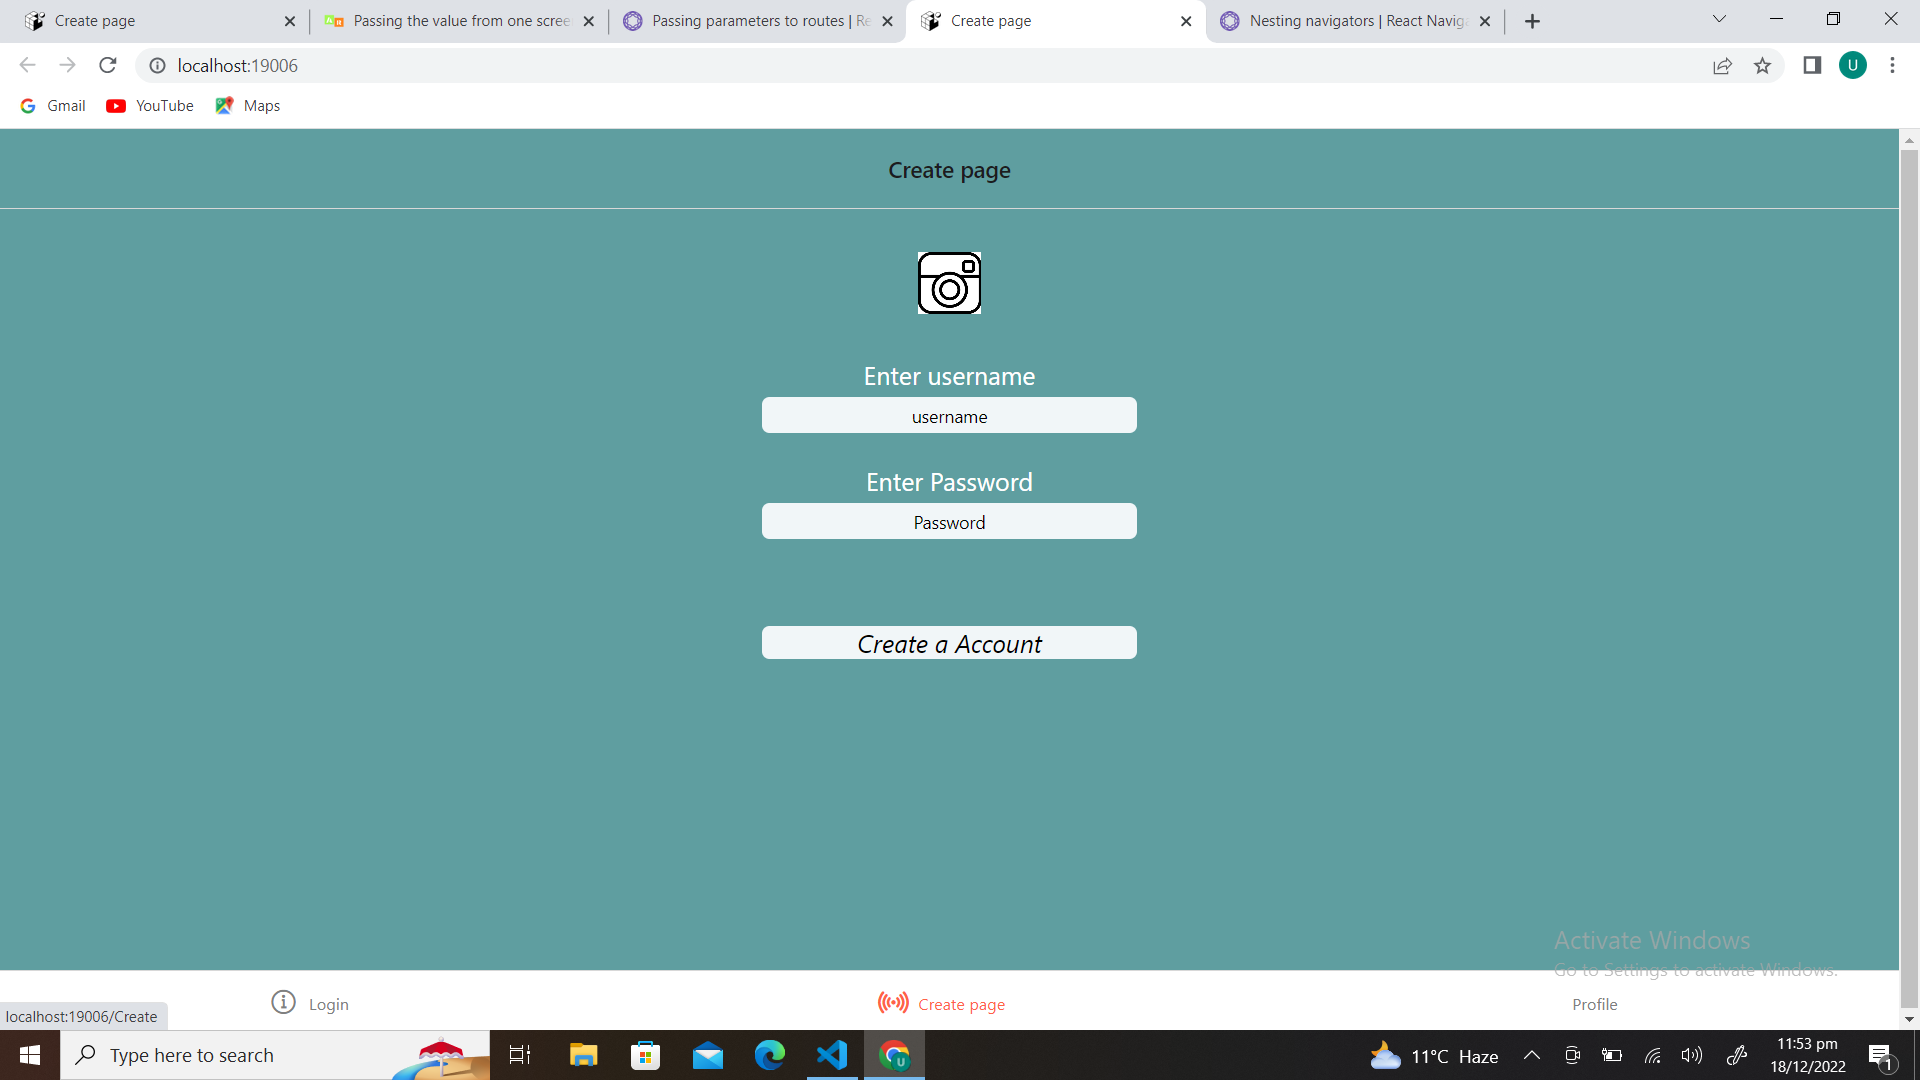 Create page
Passing the value from one scree
Passing parameters to routes | Re
Create page
Nesting navigators | React Naviga
localhost:19006
U
Gmail
YouTube
Maps
Create page
Enter username
username
Enter Password
Password
Create a Account
Activate Windows
Go to Settings to activate Windows.
Login
Create page
Profile
localhost:19006/Create
Type here to search
11°C Haze
11:53 pm
18/12/2022
1